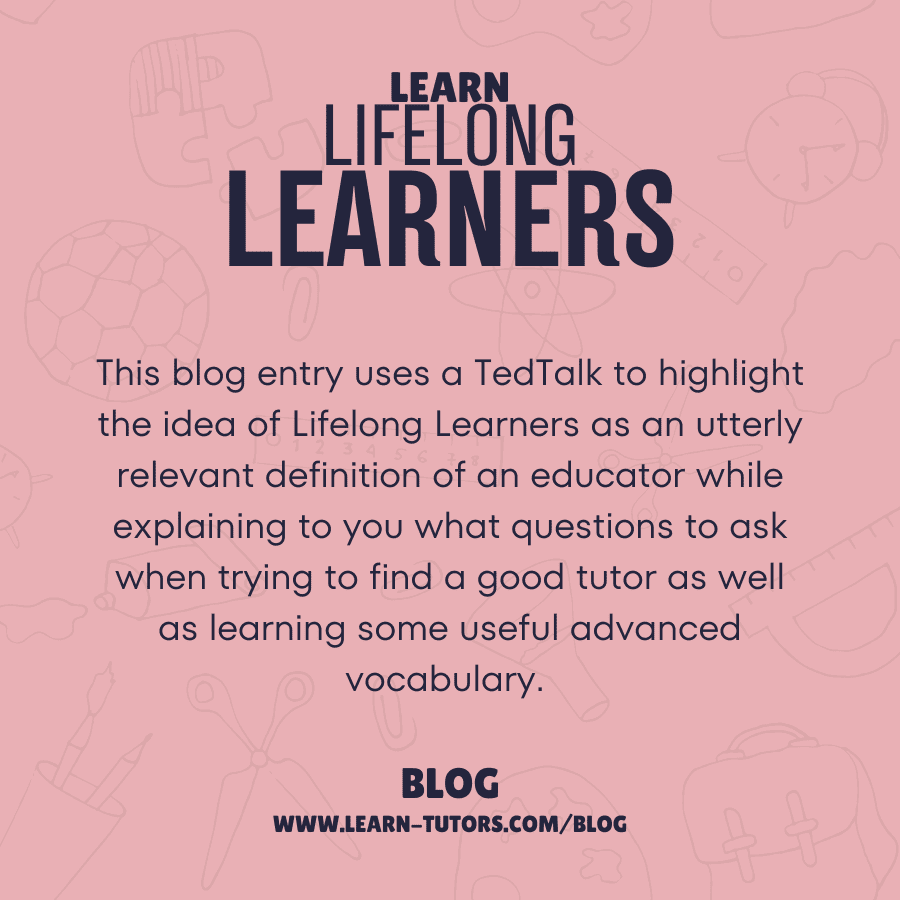 LEARN
LIFELONG
LEARNERS
This blog entry uses a TedTalk to highlight
the idea of Lifelong Learners as an utterly
relevant definition of an educator while
explaining to you what questions to ask
when trying to find a good tutor as well
as learning some useful advanced
vocabulary.
BLOG
WWW.LEARN-TUTORS.COM/BLOG